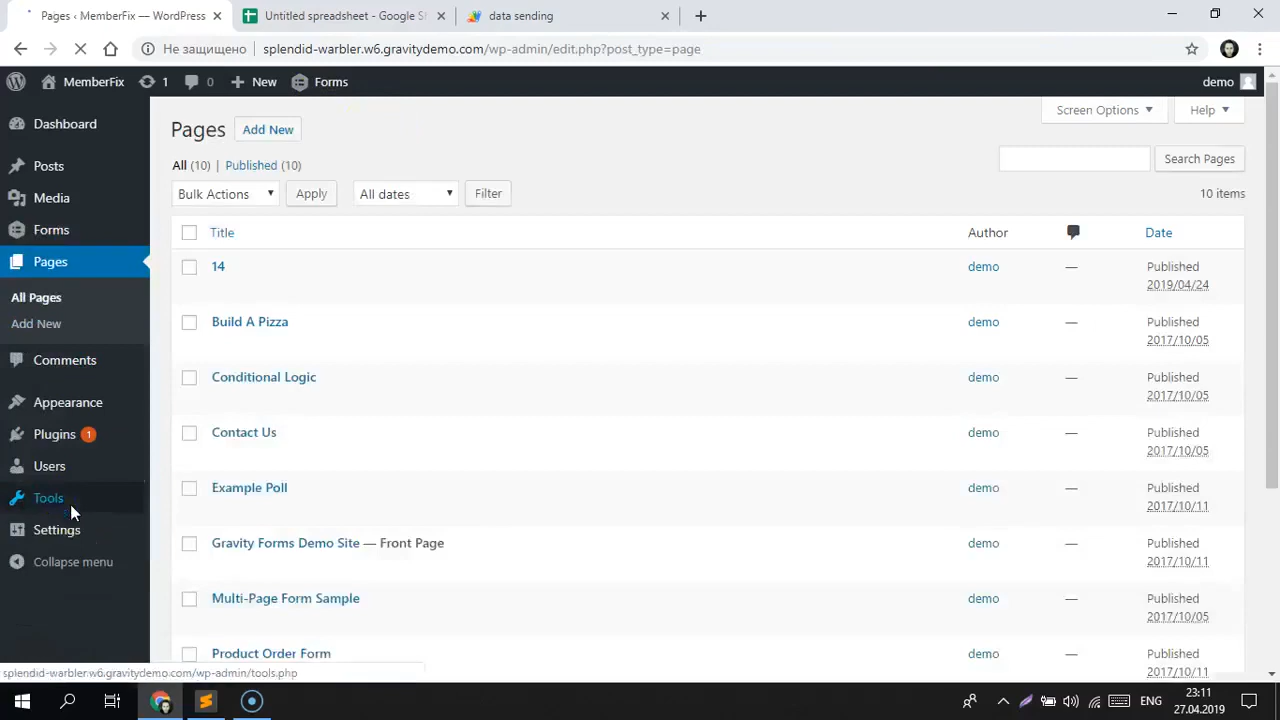 Pages ‹ MemberFix — WordPress
Untitled spreadsheet - Google S
data sending
Не защищено
splendid-warbler.w6.gravitydemo.com/wp-admin/edit.php?post_type=page
MemberFix
1
0
New
Forms
demo
Dashboard
Posts
Media
Forms
Pages
All Pages
Add New
Comments
Appearance
Plugins 1
Users
Tools
Settings
Collapse menu
Screen Options
Help
Pages
Add New
All (10) | Published (10)
Search Pages
Bulk Actions
Apply
All dates
Filter
10 items
Title
Author
Date
14
demo
—
Published
2019/04/24
Build A Pizza
demo
—
Published
2017/10/05
Conditional Logic
demo
—
Published
2017/10/05
Contact Us
demo
—
Published
2017/10/05
Example Poll
demo
—
Published
2017/10/11
Gravity Forms Demo Site — Front Page
demo
—
Published
2017/10/11
Multi-Page Form Sample
demo
—
Published
2017/10/05
Product Order Form
demo
—
Published
2017/10/11
splendid-warbler.w6.gravitydemo.com/wp-admin/tools.php
ENG
23:11
27.04.2019